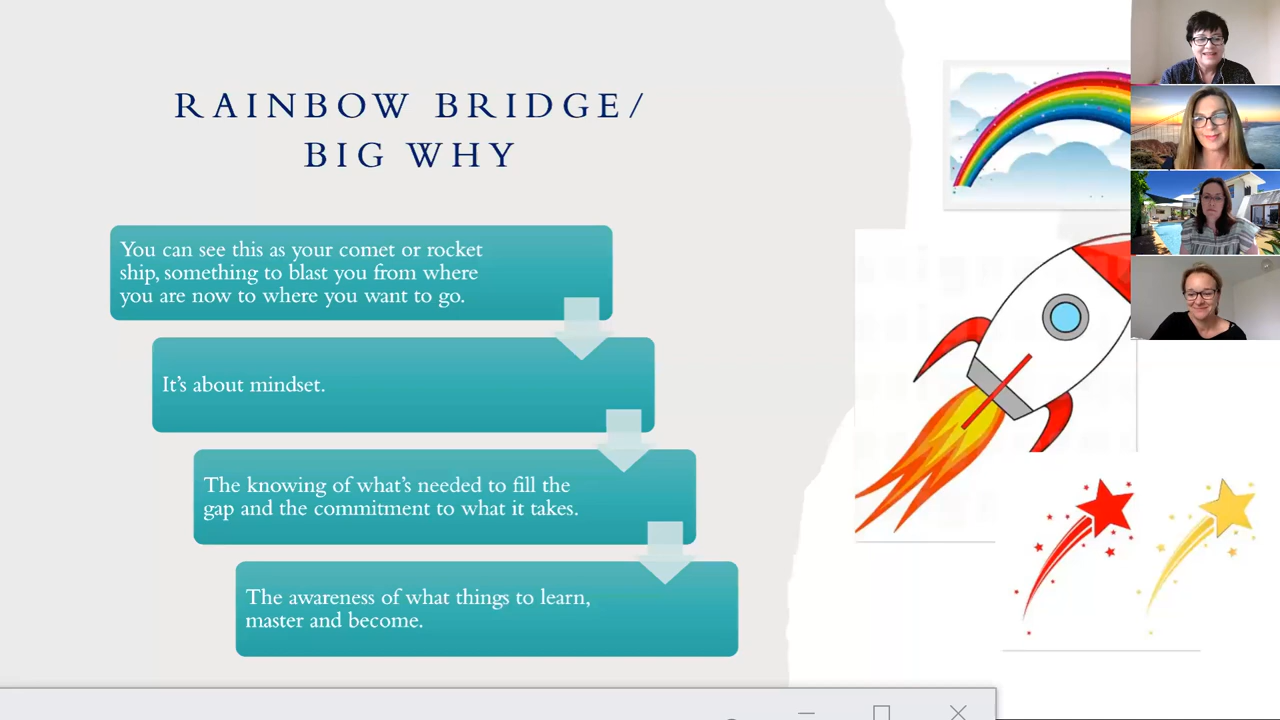 RAINBOW BRIDGE/
BIG WHY
You can see this as your comet or rocket
ship, something to blast you from where
you are now to where you want to go.
It's about mindset.
The knowing of what's needed to fill the
gap and the commitment to what it takes.
The awareness of what things to learn,
master and become.